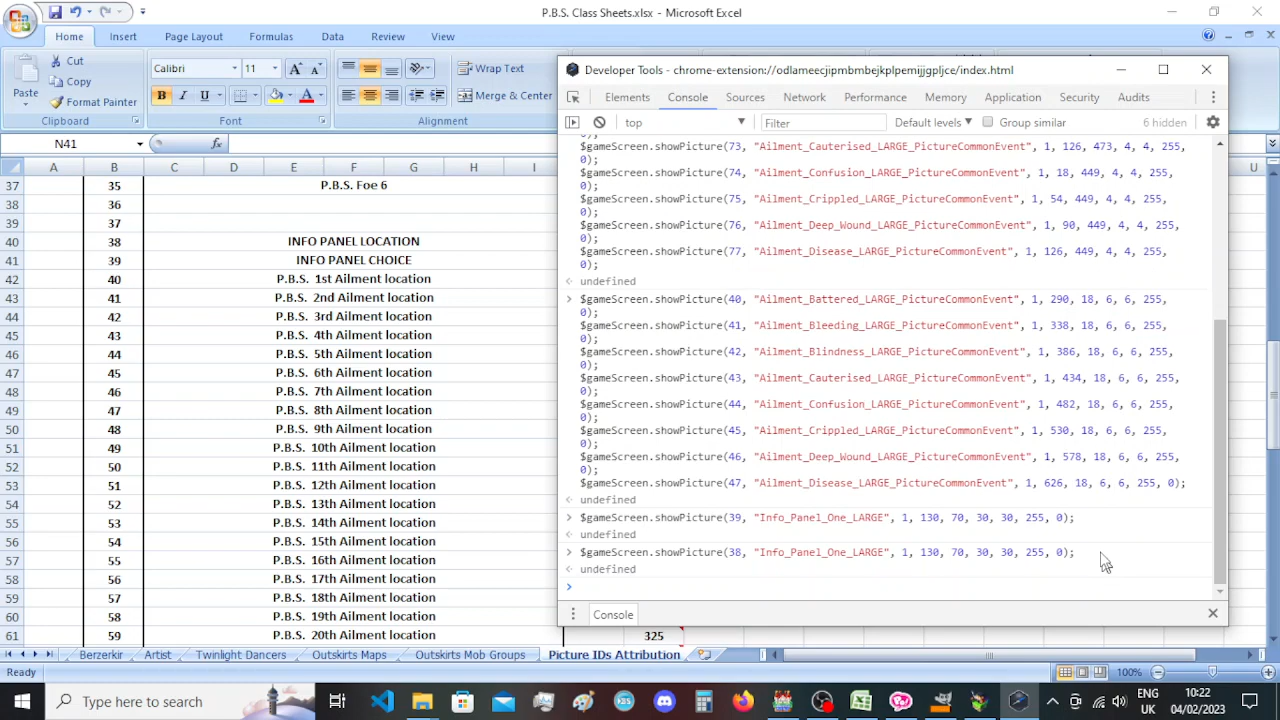 P.B.S. Class Sheets.xlsx - Microsoft Excel
Home Insert Page Layout Formulas Data Review View
Paste
Cut
Copy
Format Painter
Clipboard
Calibri 11
B I U
Font
Wrap Text
Merge & Center
Alignment
N41 fx
A B C D E F G H I U
37 35 P.B.S. Foe 6
38 36
39 37
40 38 INFO PANEL LOCATION
41 39 INFO PANEL CHOICE
42 40 P.B.S. 1st Ailment location
43 41 P.B.S. 2nd Ailment location
44 42 P.B.S. 3rd Ailment location
45 43 P.B.S. 4th Ailment location
46 44 P.B.S. 5th Ailment location
47 45 P.B.S. 6th Ailment location
48 46 P.B.S. 7th Ailment location
49 47 P.B.S. 8th Ailment location
50 48 P.B.S. 9th Ailment location
51 49 P.B.S. 10th Ailment location
52 50 P.B.S. 11th Ailment location
53 51 P.B.S. 12th Ailment location
54 52 P.B.S. 13th Ailment location
55 53 P.B.S. 14th Ailment location
56 54 P.B.S. 15th Ailment location
57 55 P.B.S. 16th Ailment location
58 56 P.B.S. 17th Ailment location
59 57 P.B.S. 18th Ailment location
60 58 P.B.S. 19th Ailment location
61 59 P.B.S. 20th Ailment location 325
Developer Tools - chrome-extension://odlameecjipmbmbejkplpemijjgpljce/index.html
Elements Console Sources Network Performance Memory Application Security Audits
top Filter Default levels Group similar 6 hidden
0);
$gameScreen.showPicture(73, "Ailment_Cauterised_LARGE_PictureCommonEvent", 1, 126, 473, 4, 4, 255,
0);
$gameScreen.showPicture(74, "Ailment_Confusion_LARGE_PictureCommonEvent", 1, 18, 449, 4, 4, 255,
0);
$gameScreen.showPicture(75, "Ailment_Crippled_LARGE_PictureCommonEvent", 1, 54, 449, 4, 4, 255,
0);
$gameScreen.showPicture(76, "Ailment_Deep_Wound_LARGE_PictureCommonEvent", 1, 90, 449, 4, 4, 255,
0);
$gameScreen.showPicture(77, "Ailment_Disease_LARGE_PictureCommonEvent", 1, 126, 449, 4, 4, 255,
0);
undefined
$gameScreen.showPicture(40, "Ailment_Battered_LARGE_PictureCommonEvent", 1, 290, 18, 6, 6, 255,
0);
$gameScreen.showPicture(41, "Ailment_Bleeding_LARGE_PictureCommonEvent", 1, 338, 18, 6, 6, 255,
0);
$gameScreen.showPicture(42, "Ailment_Blindness_LARGE_PictureCommonEvent", 1, 386, 18, 6, 6, 255,
0);
$gameScreen.showPicture(43, "Ailment_Cauterised_LARGE_PictureCommonEvent", 1, 434, 18, 6, 6, 255,
0);
$gameScreen.showPicture(44, "Ailment_Confusion_LARGE_PictureCommonEvent", 1, 482, 18, 6, 6, 255,
0);
$gameScreen.showPicture(45, "Ailment_Crippled_LARGE_PictureCommonEvent", 1, 530, 18, 6, 6, 255,
0);
$gameScreen.showPicture(46, "Ailment_Deep_Wound_LARGE_PictureCommonEvent", 1, 578, 18, 6, 6, 255,
0);
$gameScreen.showPicture(47, "Ailment_Disease_LARGE_PictureCommonEvent", 1, 626, 18, 6, 6, 255, 0);
undefined
$gameScreen.showPicture(39, "Info_Panel_One_LARGE", 1, 130, 70, 30, 30, 255, 0);
undefined
$gameScreen.showPicture(38, "Info_Panel_One_LARGE", 1, 130, 70, 30, 30, 255, 0);
undefined
Console
Berzerkir Artist Twinlight Dancers Outskirts Maps Outskirts Mob Groups Picture IDs Attribution
Ready 100%
Type here to search
ENG
UK
10:22
04/02/2023